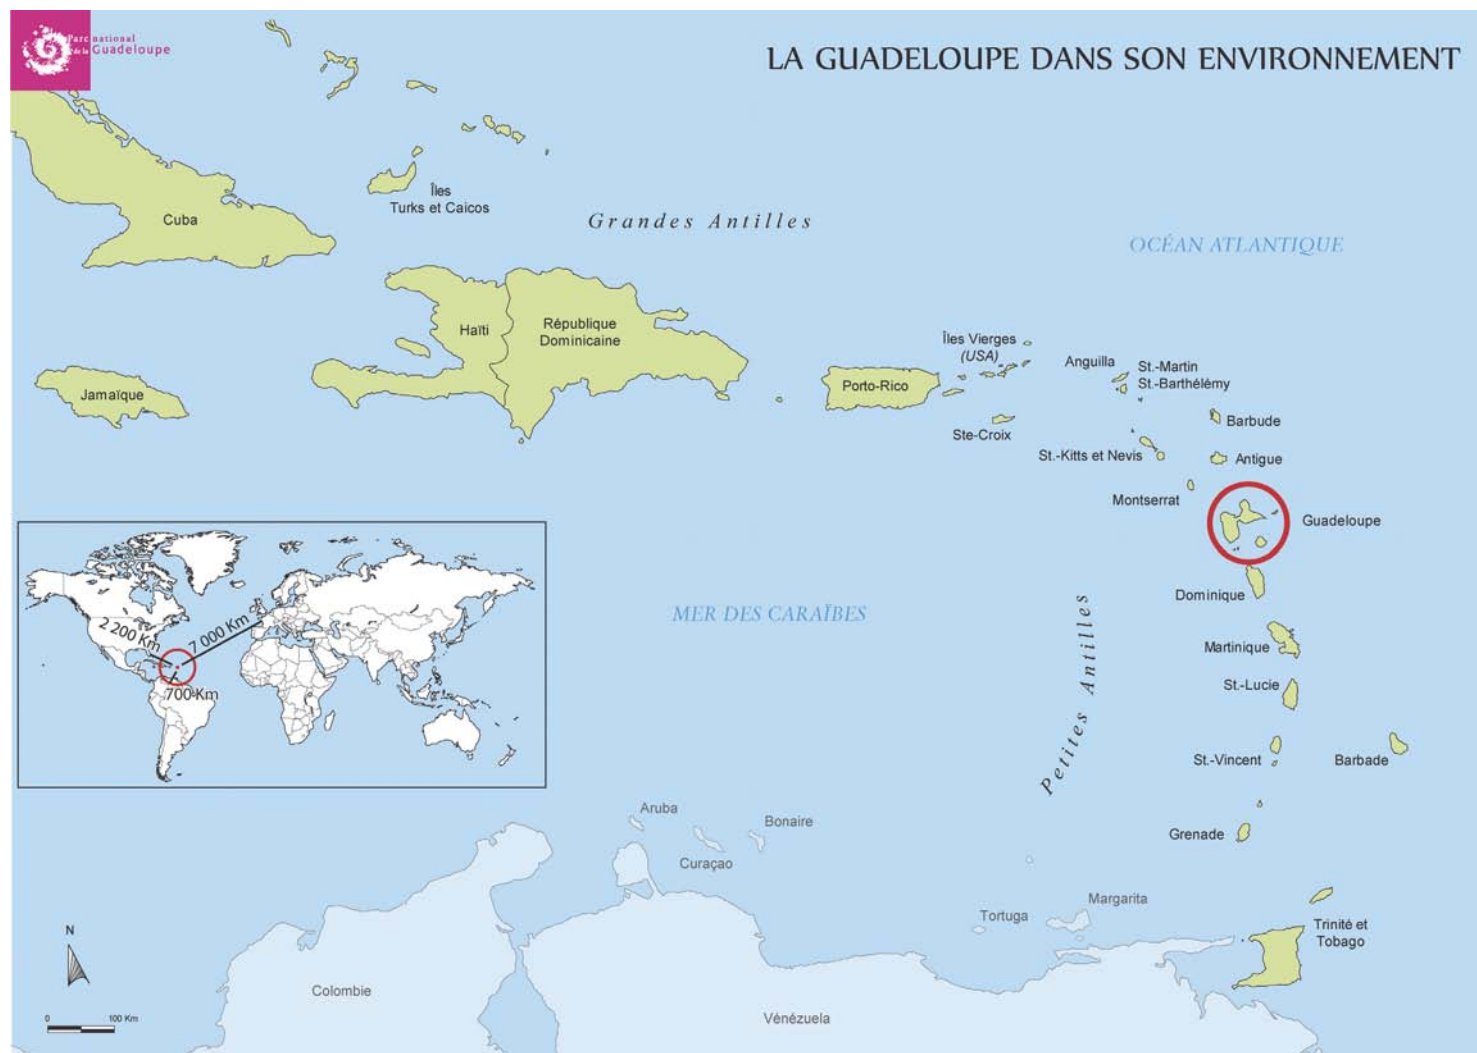 Parc national
de la Guadeloupe
LA GUADELOUPE DANS SON ENVIRONNEMENT
Cuba
Îles
Turks et Caicos
Grandes Antilles
OCÉAN ATLANTIQUE
Haïti
République
Dominicaine
Jamaïque
Porto-Rico
Îles Vierges
(USA)
Ste-Croix
Anguilla
St.-Martin
St.-Barthélémy
Barbude
St.-Kitts et Nevis
Antigue
Montserrat
Guadeloupe
Dominique
MER DES CARAÏBES
Petites Antilles
Martinique
St.-Lucie
St.-Vincent
Barbade
Grenade
2 200 Km
7 000 Km
700 Km
Aruba
Bonaire
Curaçao
Margarita
Tortuga
Trinité et
Tobago
Colombie
Vénézuela
N
0 100 Km